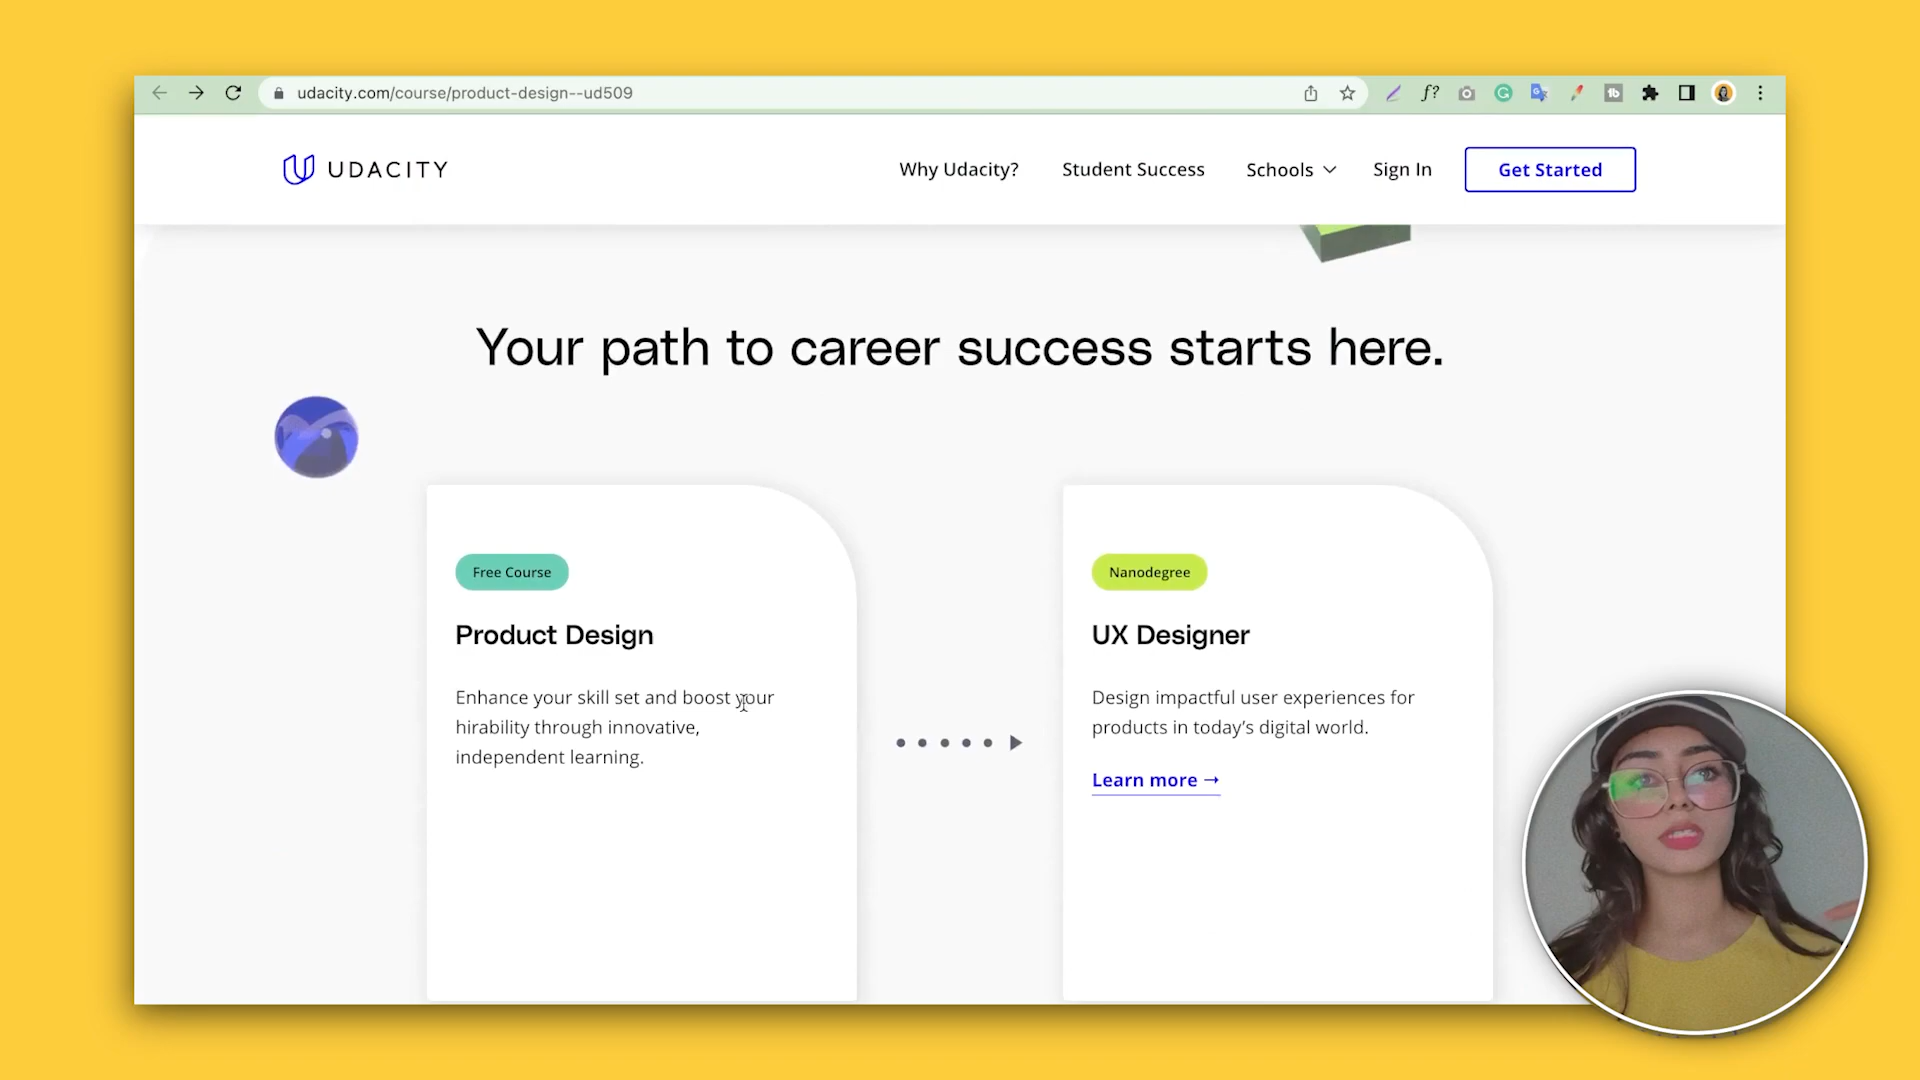 udacity.com/course/product-design--ud509
f?
UDACITY
Why Udacity?
Student Success
Schools
Sign In
Get Started
Your path to career success starts here.
Free Course
Product Design
Enhance your skill set and boost your
hirability through innovative,
independent learning.
Nanodegree
UX Designer
Design impactful user experiences for
products in today's digital world.
Learn more →